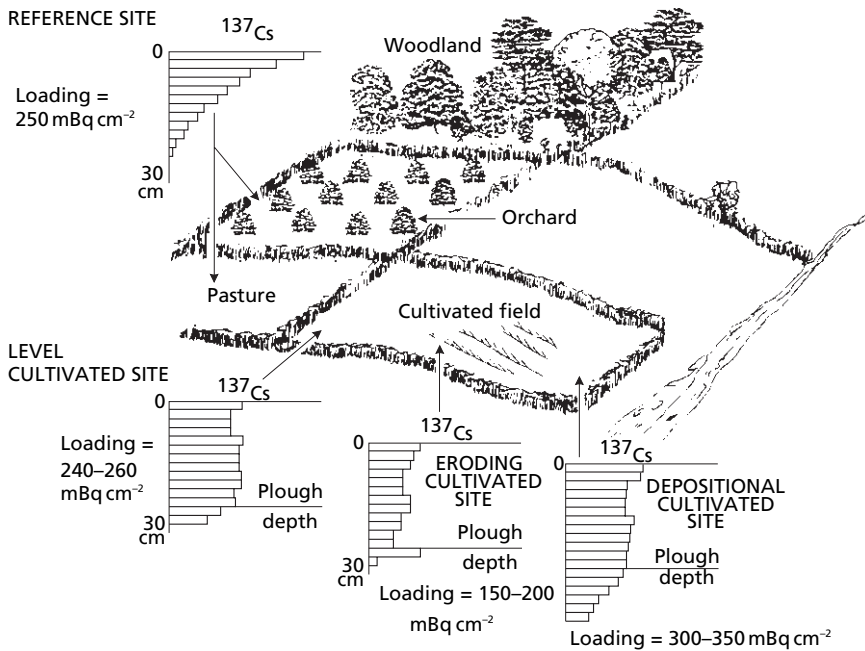 REFERENCE SITE
¹³⁷Cs
0
Loading =
250 mBq cm⁻²
30
cm
Woodland
Orchard
Pasture
Cultivated field
LEVEL
CULTIVATED SITE
¹³⁷Cs
0
Loading =
240–260
mBq cm⁻²
Plough
depth
30
cm
¹³⁷Cs
0
ERODING
CULTIVATED
SITE
Plough
depth
30
cm
Loading = 150–200
mBq cm⁻²
¹³⁷Cs
0
DEPOSITIONAL
CULTIVATED
SITE
Plough
depth
Loading = 300–350 mBq cm⁻²